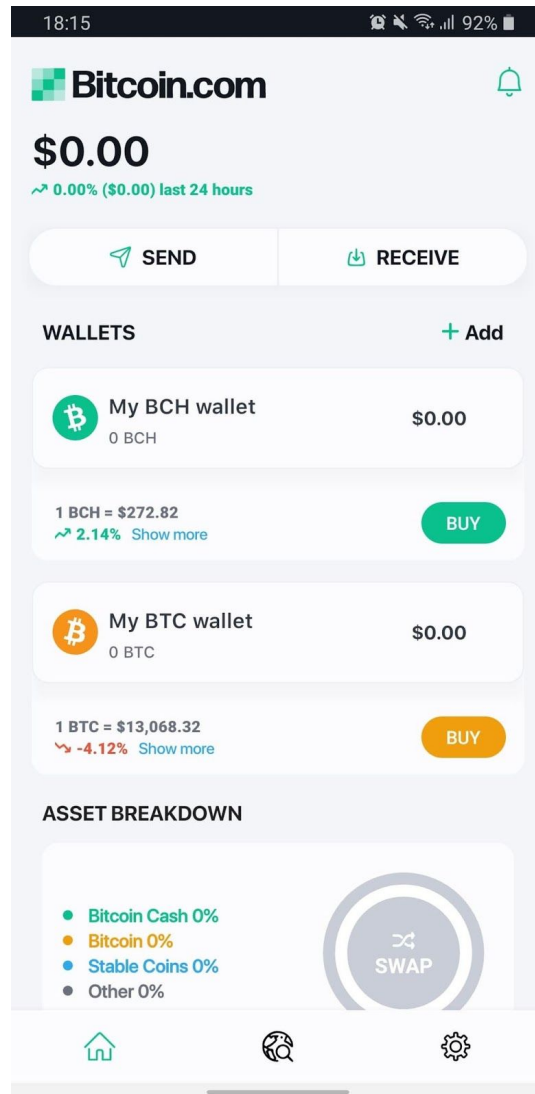 18:15 92%
Bitcoin.com
$0.00
0.00% ($0.00) last 24 hours
SEND RECEIVE
WALLETS + Add
My BCH wallet $0.00
0 BCH
1 BCH = $272.82 BUY
2.14% Show more
My BTC wallet $0.00
0 BTC
1 BTC = $13,068.32 BUY
-4.12% Show more
ASSET BREAKDOWN
Bitcoin Cash 0%
Bitcoin 0%
Stable Coins 0% SWAP
Other 0%